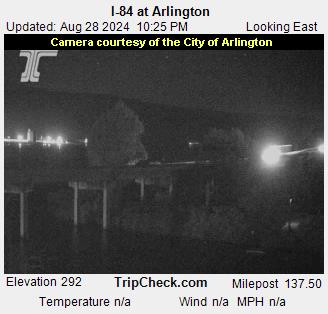 I-84 at Arlington
Updated: Aug 28 2024 10:25 PM Looking East
Camera courtesy of the City of Arlington
Elevation 292 TripCheck.com Milepost 137.50
Temperature n/a Wind n/a MPH n/a